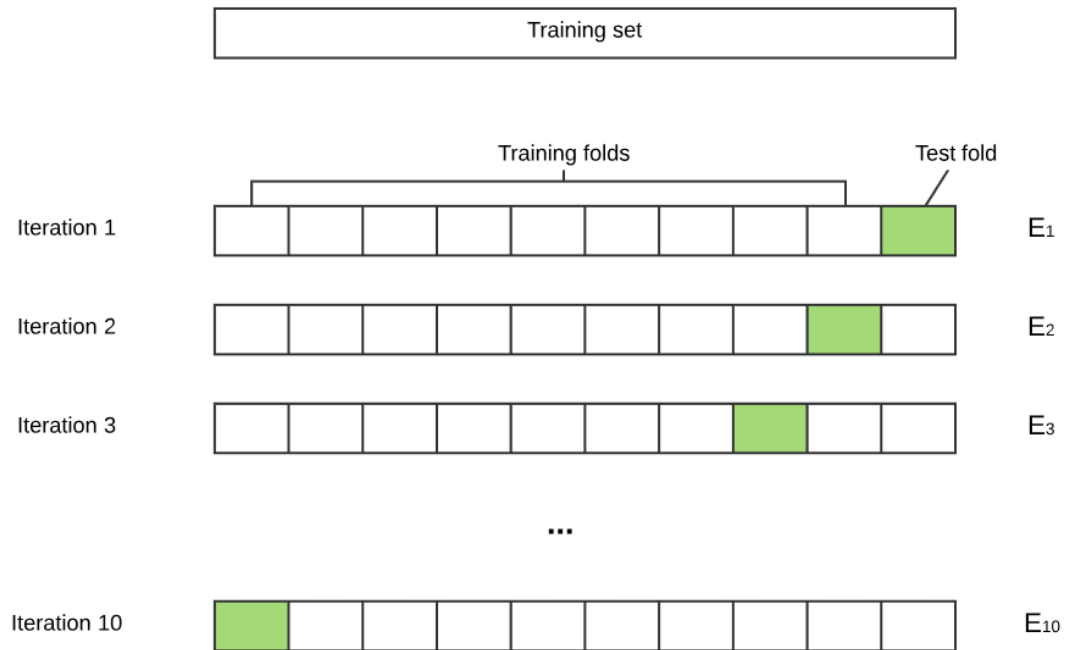 Training set
Training folds
Test fold
Iteration 1
E1
Iteration 2
E2
Iteration 3
E3
...
Iteration 10
E10